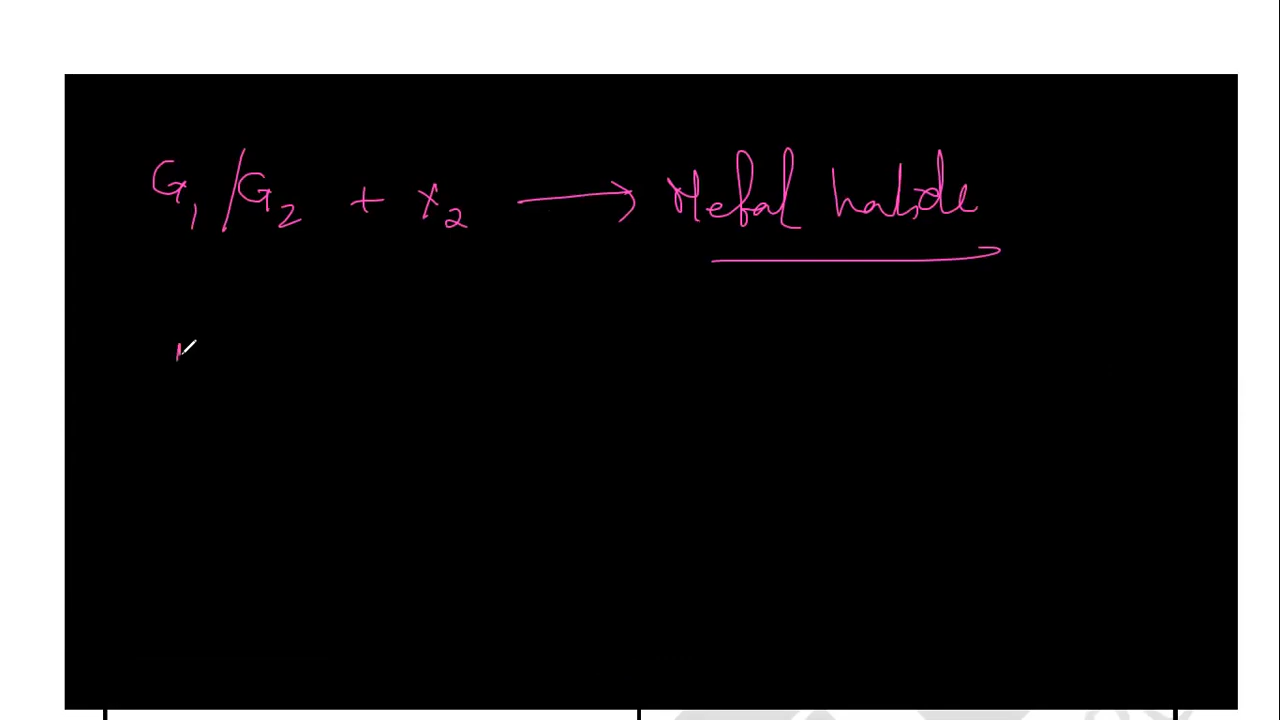 G₁/G₂ + X₂ → Metal halide